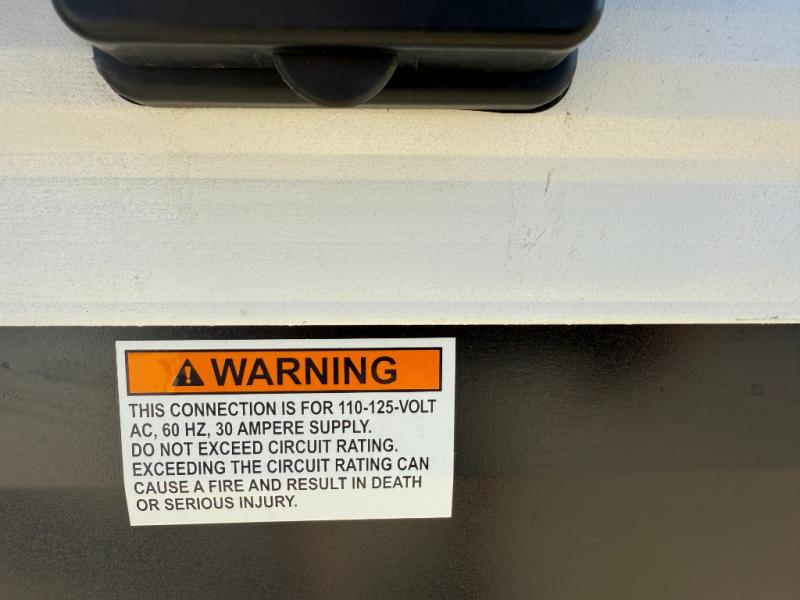 WARNING
THIS CONNECTION IS FOR 110-125-VOLT
AC, 60 HZ, 30 AMPERE SUPPLY.
DO NOT EXCEED CIRCUIT RATING.
EXCEEDING THE CIRCUIT RATING CAN
CAUSE A FIRE AND RESULT IN DEATH
OR SERIOUS INJURY.